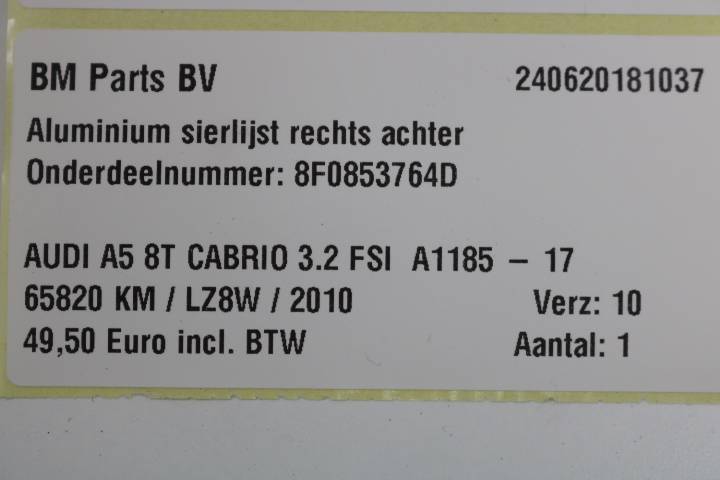 BM Parts BV 240620181037
Aluminium sierlijst rechts achter
Onderdeelnummer: 8F0853764D
AUDI A5 8T CABRIO 3.2 FSI A1185 – 17
65820 KM / LZ8W / 2010 Verz: 10
49,50 Euro incl. BTW Aantal: 1